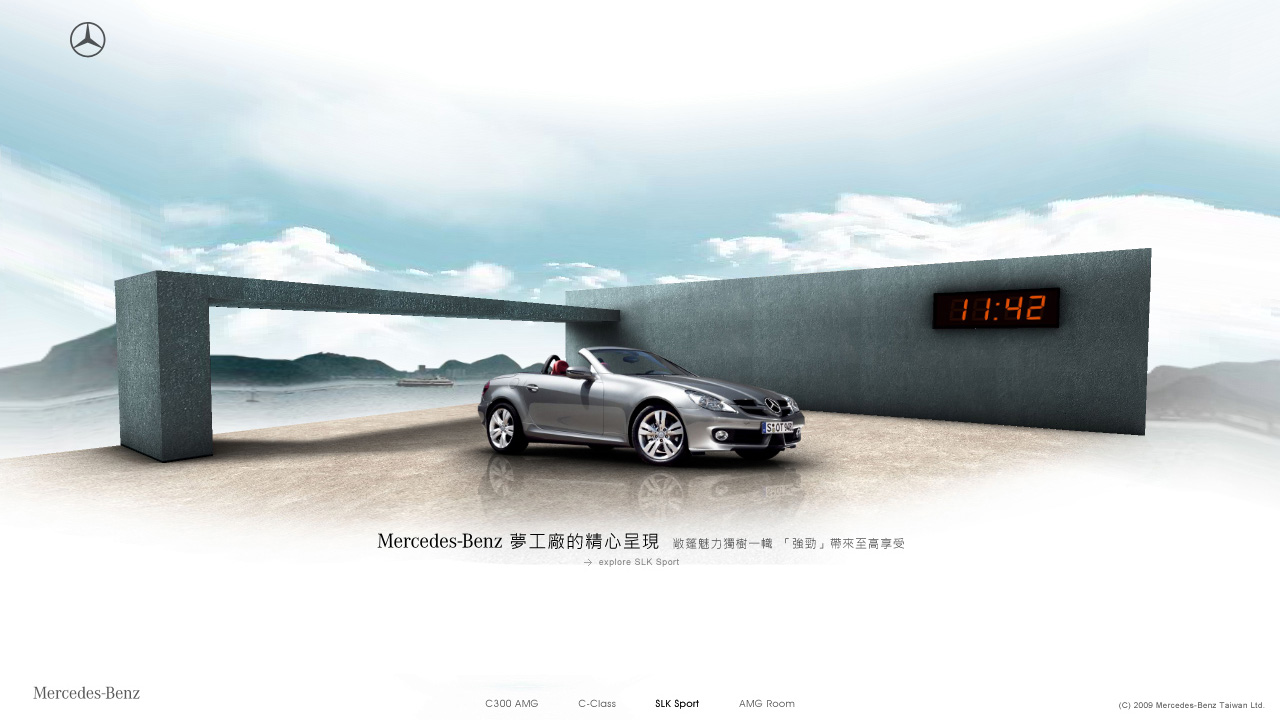 11:42
S·OT 947
Mercedes-Benz 夢工廠的精心呈現 敞篷魅力獨樹一幟 「強勁」帶來至高享受
→ explore SLK Sport
Mercedes-Benz
C300 AMG C-Class SLK Sport AMG Room
(C) 2009 Mercedes-Benz Taiwan Ltd.